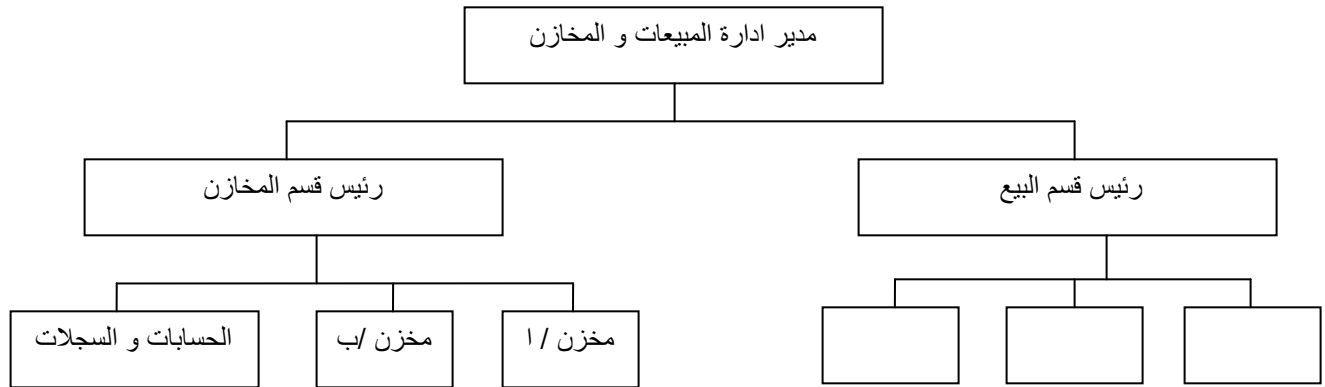 مدير ادارة المبيعات و المخازن
رئيس قسم البيع
رئيس قسم المخازن
مخزن / ا
مخزن /ب
الحسابات و السجلات